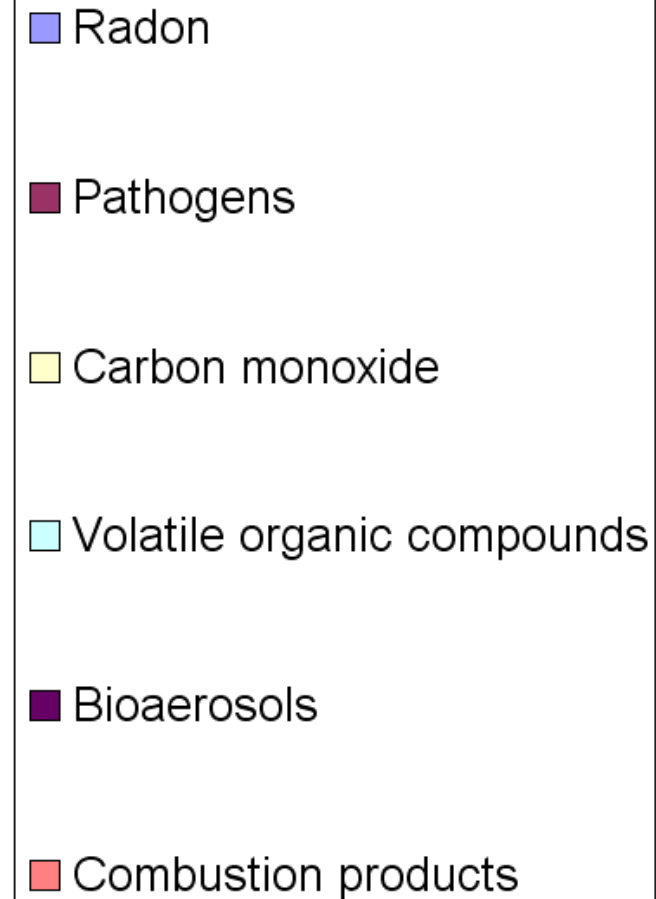 Radon
Pathogens
Carbon monoxide
Volatile organic compounds
Bioaerosols
Combustion products